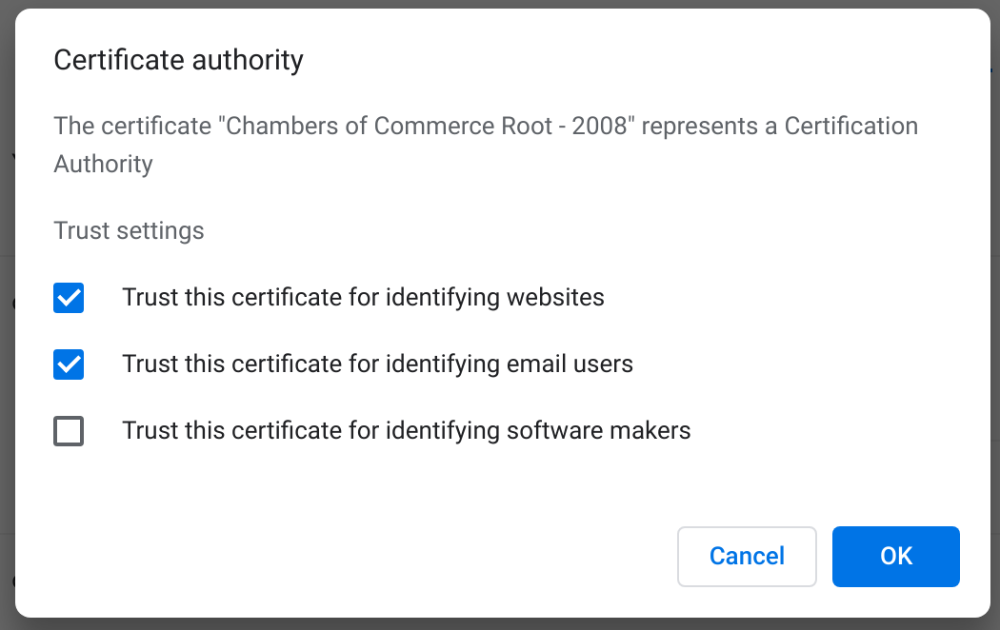 Certificate authority
The certificate "Chambers of Commerce Root - 2008" represents a Certification
Authority
Trust settings
Trust this certificate for identifying websites
Trust this certificate for identifying email users
Trust this certificate for identifying software makers
Cancel OK